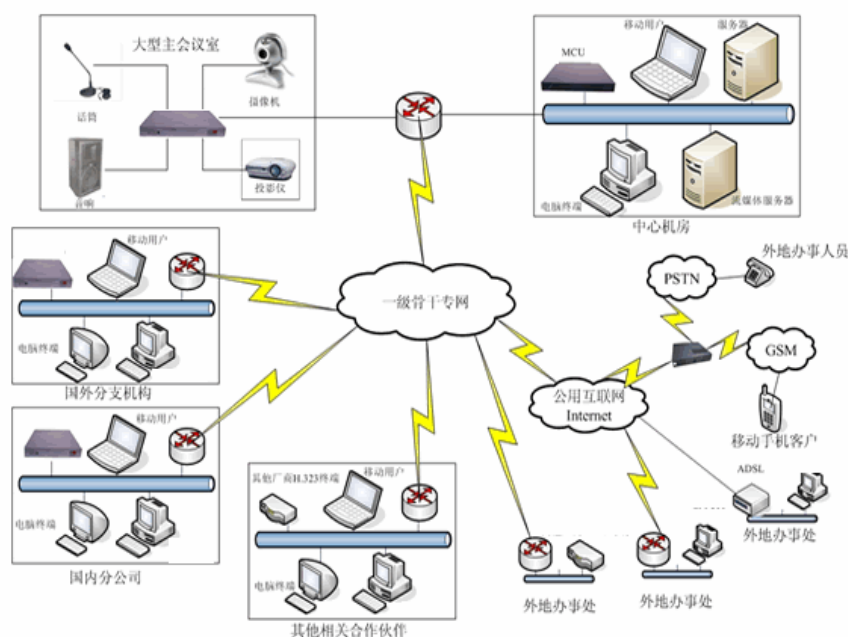 大型主会议室
话筒
摄像机
音响
投影仪
MCU
移动用户
服务器
电脑终端
流媒体服务器
中心机房
移动用户
电脑终端
国外分支机构
一级骨干专网
PSTN
外地办事人员
GSM
移动手机客户
公用互联网
Internet
移动用户
电脑终端
国内分公司
其他厂商H.323终端
移动用户
电脑终端
其他相关合作伙伴
ADSL
外地办事处
外地办事处
外地办事处